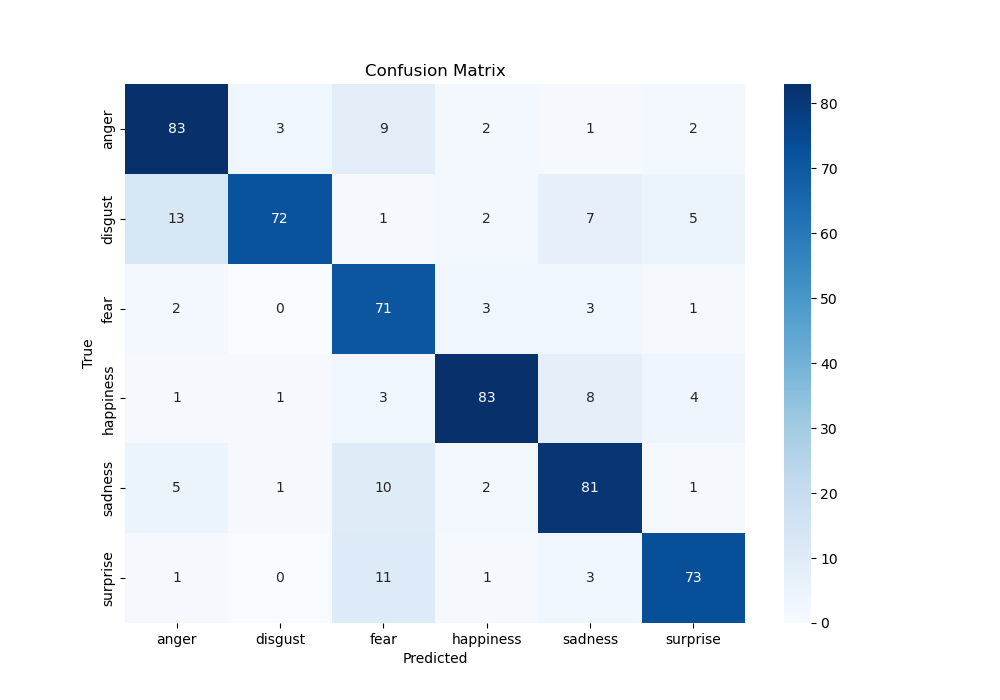 Confusion Matrix
anger 83 3 9 2 1 2
disgust 13 72 1 2 7 5
fear 2 0 71 3 3 1
happiness 1 1 3 83 8 4
sadness 5 1 10 2 81 1
surprise 1 0 11 1 3 73
anger disgust fear happiness sadness surprise
Predicted
True
80
70
60
50
40
30
20
10
0